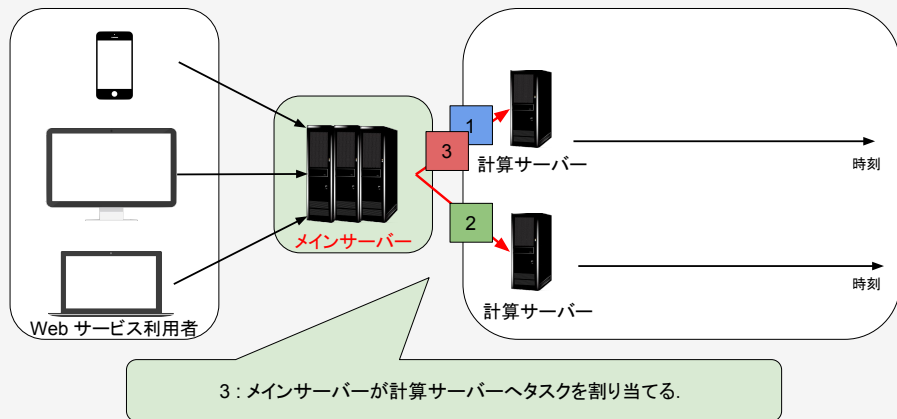 1
3
計算サーバー
時刻
メインサーバー
2
計算サーバー
時刻
Web サービス利用者
3 : メインサーバーが計算サーバーへタスクを割り当てる.